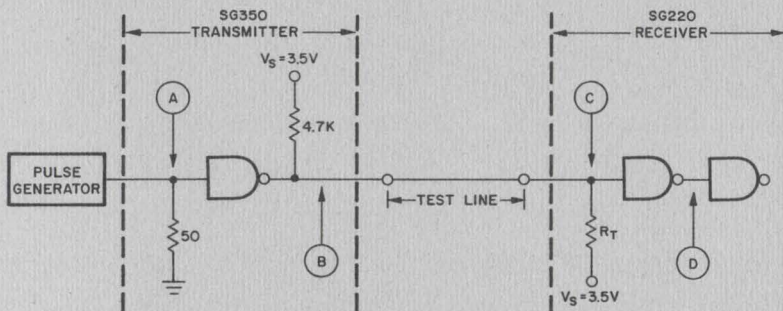 SG350
TRANSMITTER
SG220
RECEIVER
VS=3.5V
A
C
4.7K
PULSE
GENERATOR
TEST LINE
50
B
RT
D
VS=3.5V